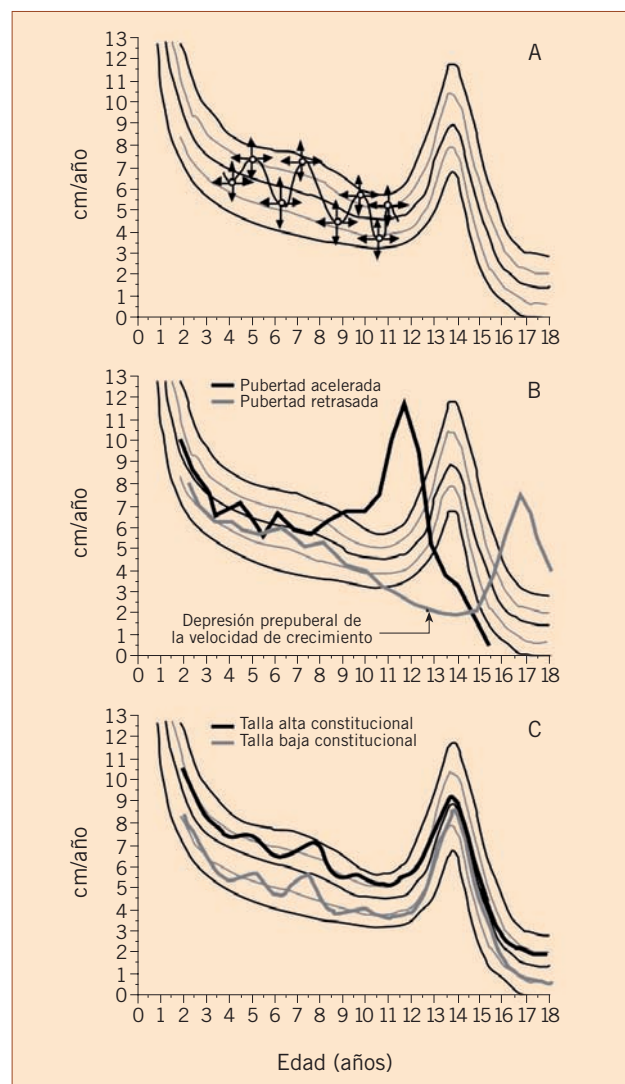 A
cm/año
13
12
11
10
9
8
7
6
5
4
3
2
1
0
0 1 2 3 4 5 6 7 8 9 10 11 12 13 14 15 16 17 18
B
Pubertad acelerada
Pubertad retrasada
cm/año
13
12
11
10
9
8
7
6
5
4
3
2
1
0
Depresión prepuberal de
la velocidad de crecimiento
0 1 2 3 4 5 6 7 8 9 10 11 12 13 14 15 16 17 18
C
Talla alta constitucional
Talla baja constitucional
cm/año
13
12
11
10
9
8
7
6
5
4
3
2
1
0
0 1 2 3 4 5 6 7 8 9 10 11 12 13 14 15 16 17 18
Edad (años)